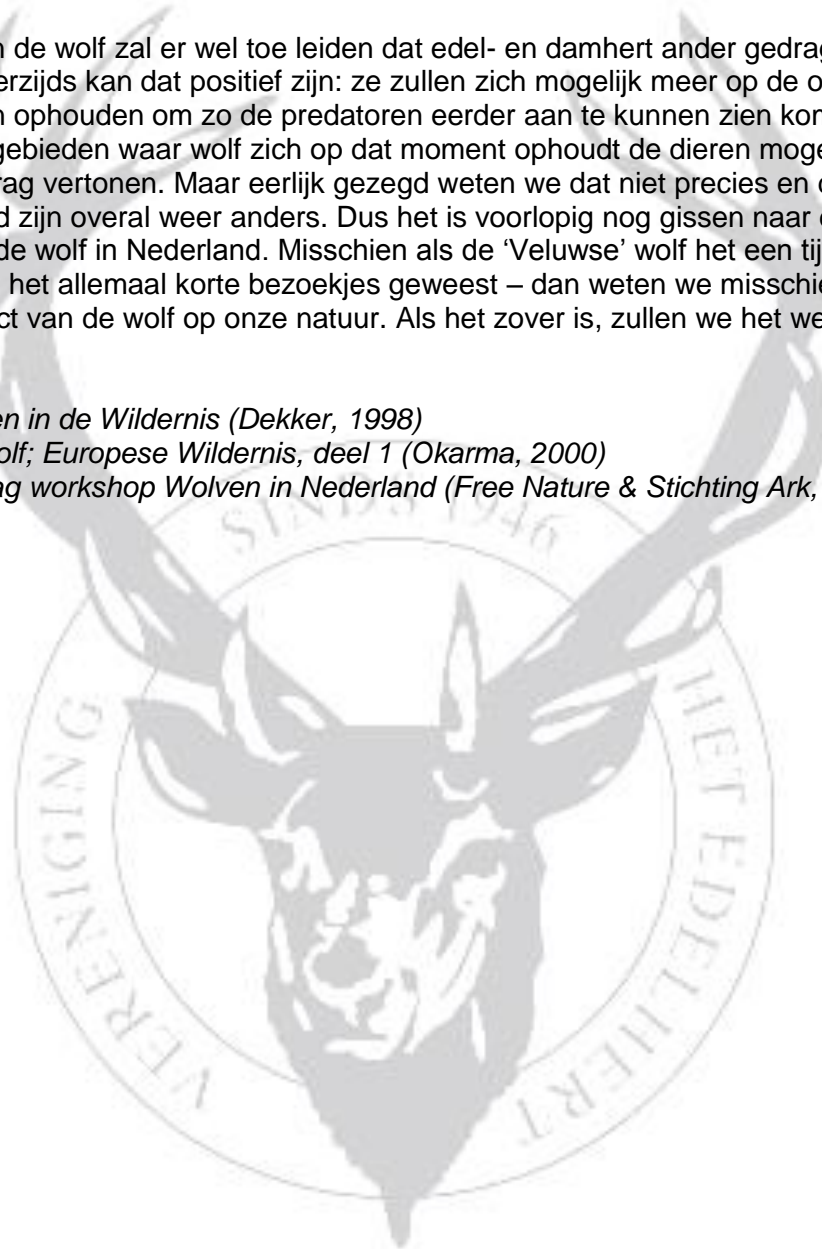 n de wolf zal er wel toe leiden dat edel- en damhert ander gedrag
erzijds kan dat positief zijn: ze zullen zich mogelijk meer op de o
n ophouden om zo de predatoren eerder aan te kunnen zien kom
gebieden waar wolf zich op dat moment ophoudt de dieren moge
rag vertonen. Maar eerlijk gezegd weten we dat niet precies en
d zijn overal weer anders. Dus het is voorlopig nog gissen naar
de wolf in Nederland. Misschien als de ‘Veluwse’ wolf het een tij
het allemaal korte bezoekjes geweest – dan weten we misschie
ct van de wolf op onze natuur. Als het zover is, zullen we het we
en in de Wildernis (Dekker, 1998)
olf; Europese Wildernis, deel 1 (Okarma, 2000)
ag workshop Wolven in Nederland (Free Nature & Stichting Ark,
SINDS 1946
VERENIGING
HET EDELHERT